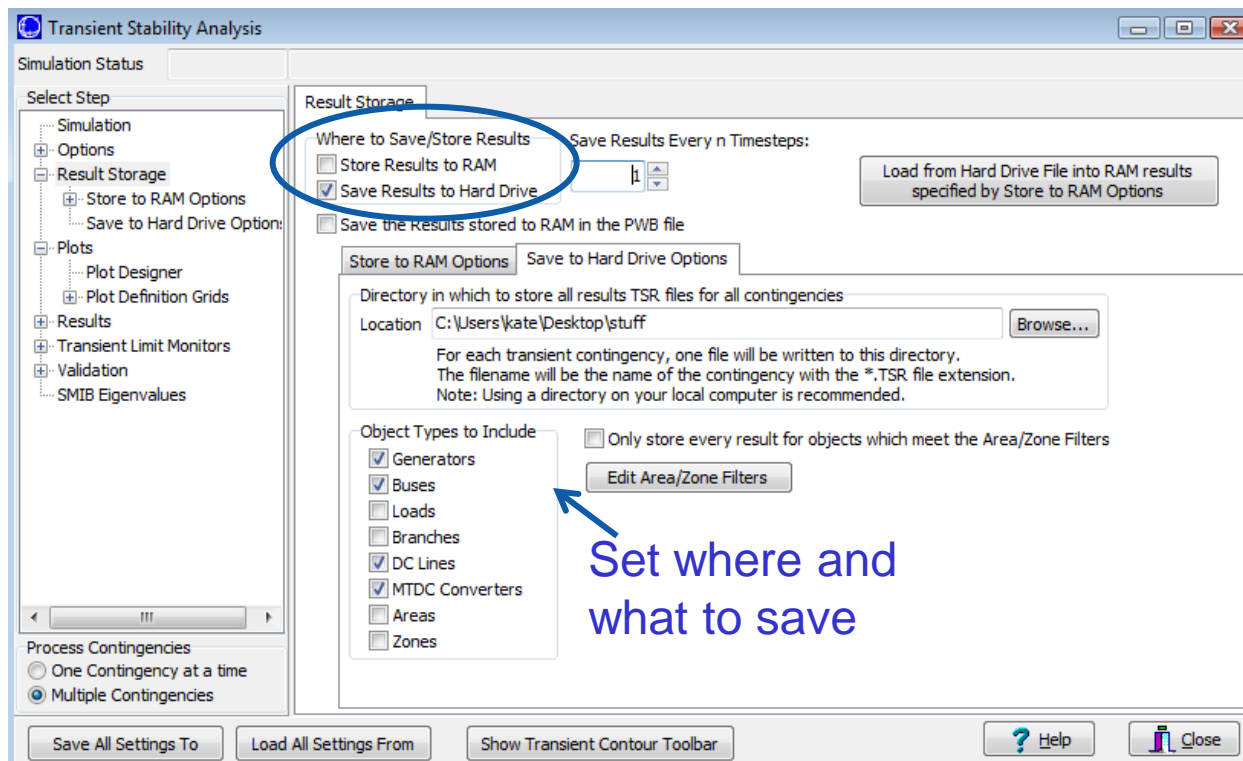 Transient Stability Analysis
Simulation Status
Select Step
Simulation
Options
Result Storage
Store to RAM Options
Save to Hard Drive Option
Plots
Plot Designer
Plot Definition Grids
Results
Transient Limit Monitors
Validation
SMIB Eigenvalues
Process Contingencies
One Contingency at a time
Multiple Contingencies
Result Storage
Where to Save/Store Results
Store Results to RAM
Save Results to Hard Drive
Save Results Every n Timesteps:
1
Load from Hard Drive File into RAM results
specified by Store to RAM Options
Save the Results stored to RAM in the PWB file
Store to RAM Options
Save to Hard Drive Options
Directory in which to store all results TSR files for all contingencies
Location C:\Users\kate\Desktop\stuff
Browse...
For each transient contingency, one file will be written to this directory.
The filename will be the name of the contingency with the *.TSR file extension.
Note: Using a directory on your local computer is recommended.
Object Types to Include
Generators
Buses
Loads
Branches
DC Lines
MTDC Converters
Areas
Zones
Only store every result for objects which meet the Area/Zone Filters
Edit Area/Zone Filters
Set where and
what to save
Save All Settings To
Load All Settings From
Show Transient Contour Toolbar
? Help
Close